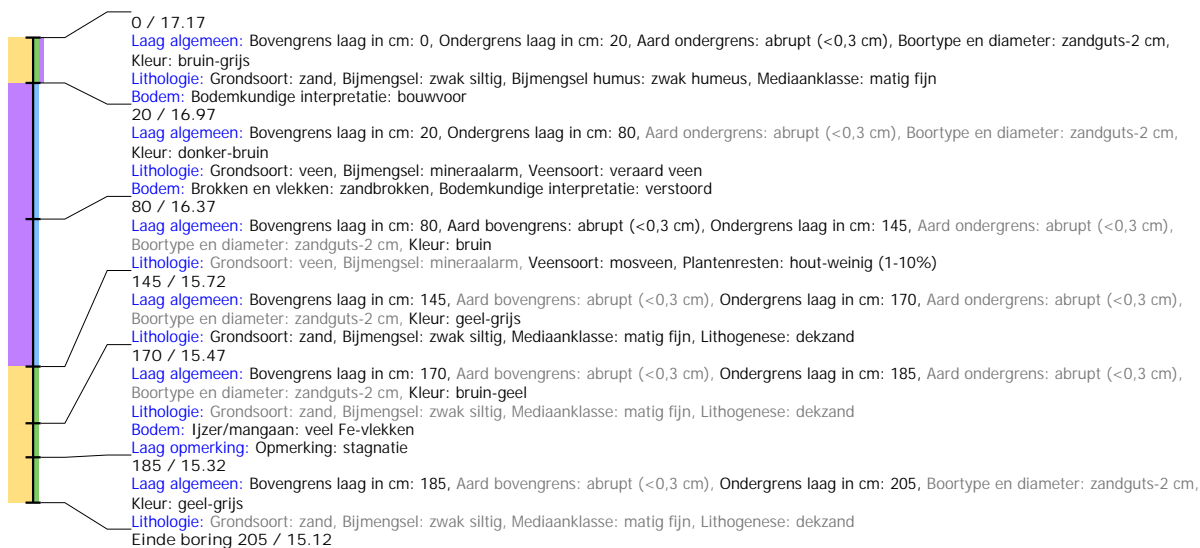 0 / 17.17
Laag algemeen: Bovengrens laag in cm: 0, Ondergrens laag in cm: 20, Aard ondergrens: abrupt (<0,3 cm), Boortype en diameter: zandguts-2 cm,
Kleur: bruin-grijs
Lithologie: Grondsoort: zand, Bijmengsel: zwak siltig, Bijmengsel humus: zwak humeus, Mediaanklasse: matig fijn
Bodem: Bodemkundige interpretatie: bouwvoor
20 / 16.97
Laag algemeen: Bovengrens laag in cm: 20, Ondergrens laag in cm: 80, Aard ondergrens: abrupt (<0,3 cm), Boortype en diameter: zandguts-2 cm,
Kleur: donker-bruin
Lithologie: Grondsoort: veen, Bijmengsel: mineraalarm, Veensoort: veraard veen
Bodem: Brokken en vlekken: zandbrokken, Bodemkundige interpretatie: verstoord
80 / 16.37
Laag algemeen: Bovengrens laag in cm: 80, Aard bovengrens: abrupt (<0,3 cm), Ondergrens laag in cm: 145, Aard ondergrens: abrupt (<0,3 cm),
Boortype en diameter: zandguts-2 cm, Kleur: bruin
Lithologie: Grondsoort: veen, Bijmengsel: mineraalarm, Veensoort: mosveen, Plantenresten: hout-weinig (1-10%)
145 / 15.72
Laag algemeen: Bovengrens laag in cm: 145, Aard bovengrens: abrupt (<0,3 cm), Ondergrens laag in cm: 170, Aard ondergrens: abrupt (<0,3 cm),
Boortype en diameter: zandguts-2 cm, Kleur: geel-grijs
Lithologie: Grondsoort: zand, Bijmengsel: zwak siltig, Mediaanklasse: matig fijn, Lithogenese: dekzand
170 / 15.47
Laag algemeen: Bovengrens laag in cm: 170, Aard bovengrens: abrupt (<0,3 cm), Ondergrens laag in cm: 185, Aard ondergrens: abrupt (<0,3 cm),
Boortype en diameter: zandguts-2 cm, Kleur: bruin-geel
Lithologie: Grondsoort: zand, Bijmengsel: zwak siltig, Mediaanklasse: matig fijn, Lithogenese: dekzand
Bodem: Ijzer/mangaan: veel Fe-vlekken
Laag opmerking: Opmerking: stagnatie
185 / 15.32
Laag algemeen: Bovengrens laag in cm: 185, Aard bovengrens: abrupt (<0,3 cm), Ondergrens laag in cm: 205, Boortype en diameter: zandguts-2 cm,
Kleur: geel-grijs
Lithologie: Grondsoort: zand, Bijmengsel: zwak siltig, Mediaanklasse: matig fijn, Lithogenese: dekzand
Einde boring 205 / 15.12